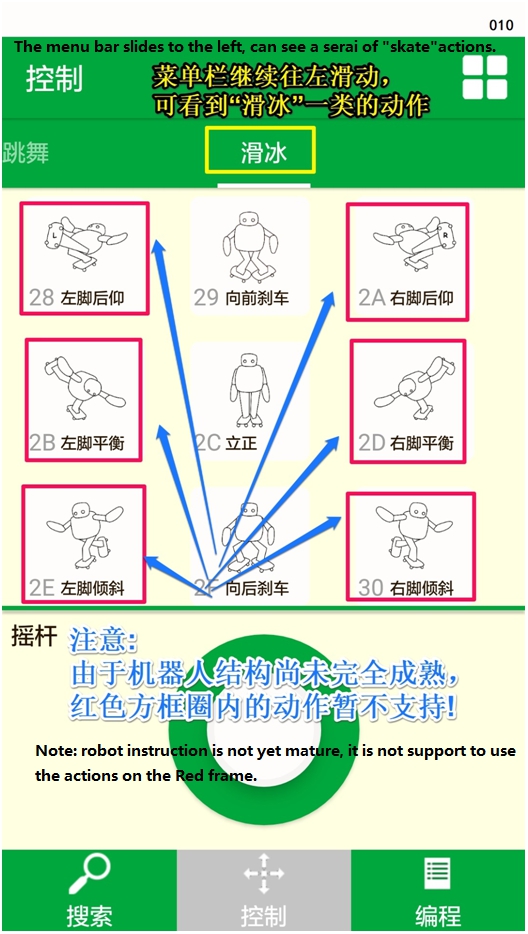 010
The menu bar slides to the left, can see a serai of "skate"actions.
控制
菜单栏继续往左滑动，
可看到“滑冰”一类的动作
跳舞
滑冰
L
R
28 左脚后仰
29 向前刹车
2A 右脚后仰
2B 左脚平衡
2C 立正
2D 右脚平衡
2E 左脚倾斜
2F 向后刹车
30 右脚倾斜
摇杆
注意:
由于机器人结构尚未完全成熟，
红色方框圈内的动作暂不支持!
Note: robot instruction is not yet mature, it is not support to use
the actions on the Red frame.
搜索
控制
编程